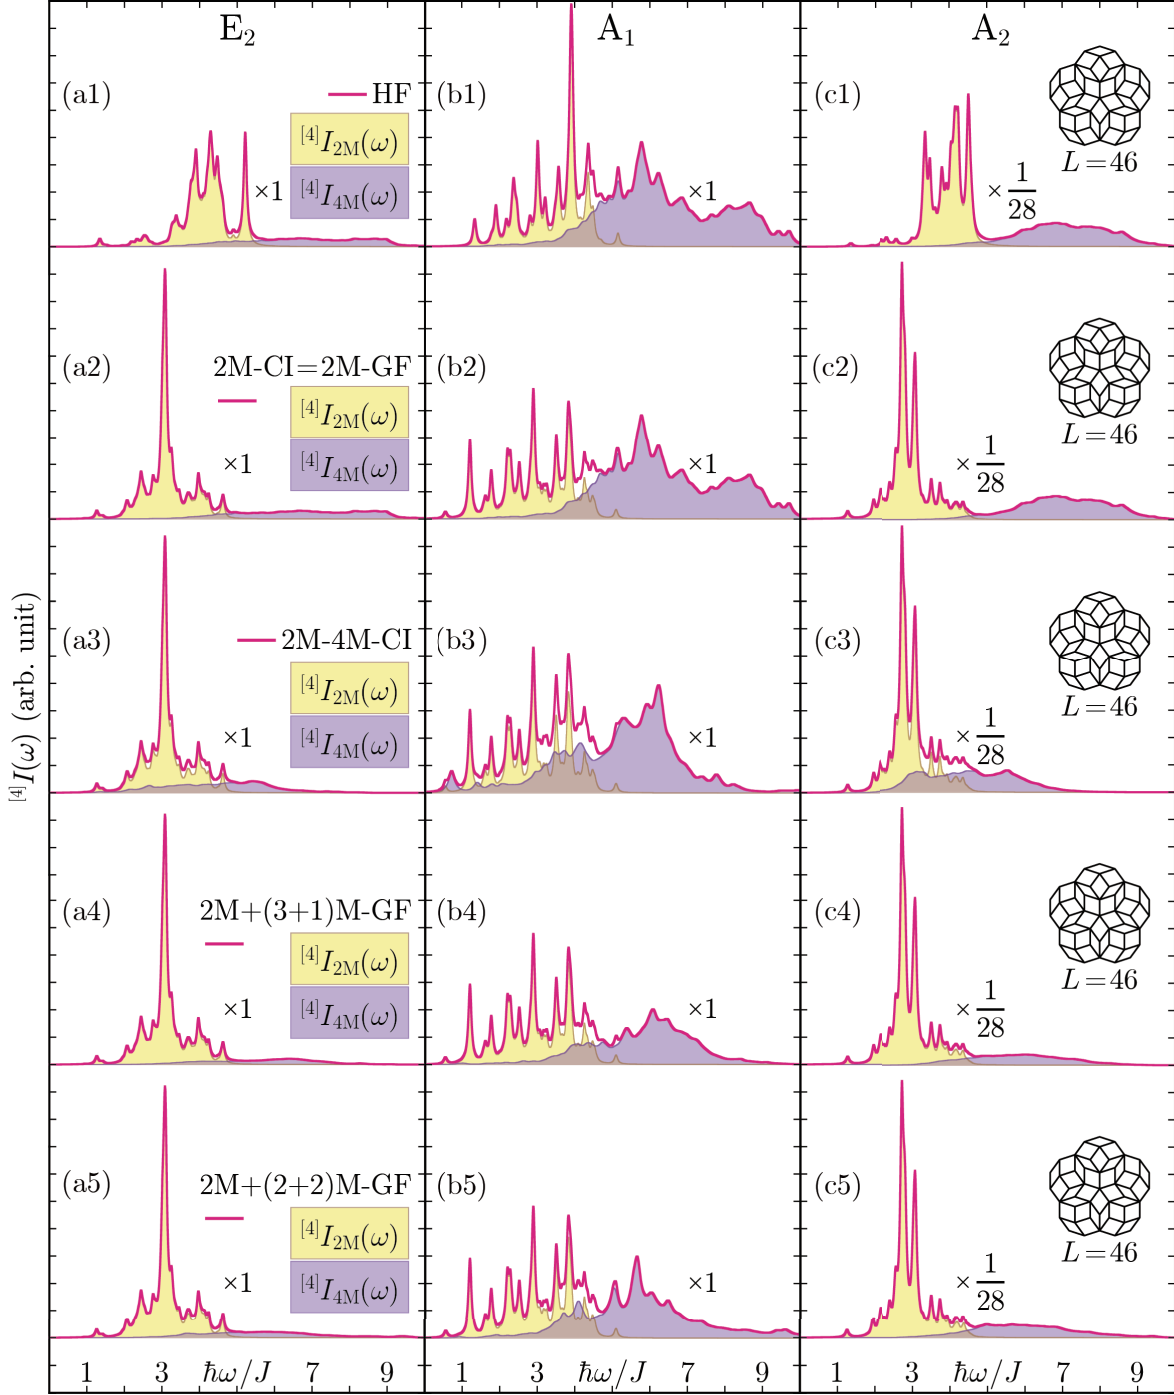 E₂ A₁ A₂
(a1) HF
[4]I2M(ω)
[4]I4M(ω)
×1
(b1)
×1
(c1)
× 1/28
L=46
(a2) 2M-CI=2M-GF
[4]I2M(ω)
[4]I4M(ω)
×1
(b2)
×1
(c2)
× 1/28
L=46
[4]I(ω) (arb. unit)
(a3) 2M-4M-CI
[4]I2M(ω)
[4]I4M(ω)
×1
(b3)
×1
(c3)
× 1/28
L=46
(a4) 2M+(3+1)M-GF
[4]I2M(ω)
[4]I4M(ω)
×1
(b4)
×1
(c4)
× 1/28
L=46
(a5) 2M+(2+2)M-GF
[4]I2M(ω)
[4]I4M(ω)
×1
(b5)
×1
(c5)
× 1/28
L=46
1 3 ħω/J 7 9 1 3 ħω/J 7 9 1 3 ħω/J 7 9